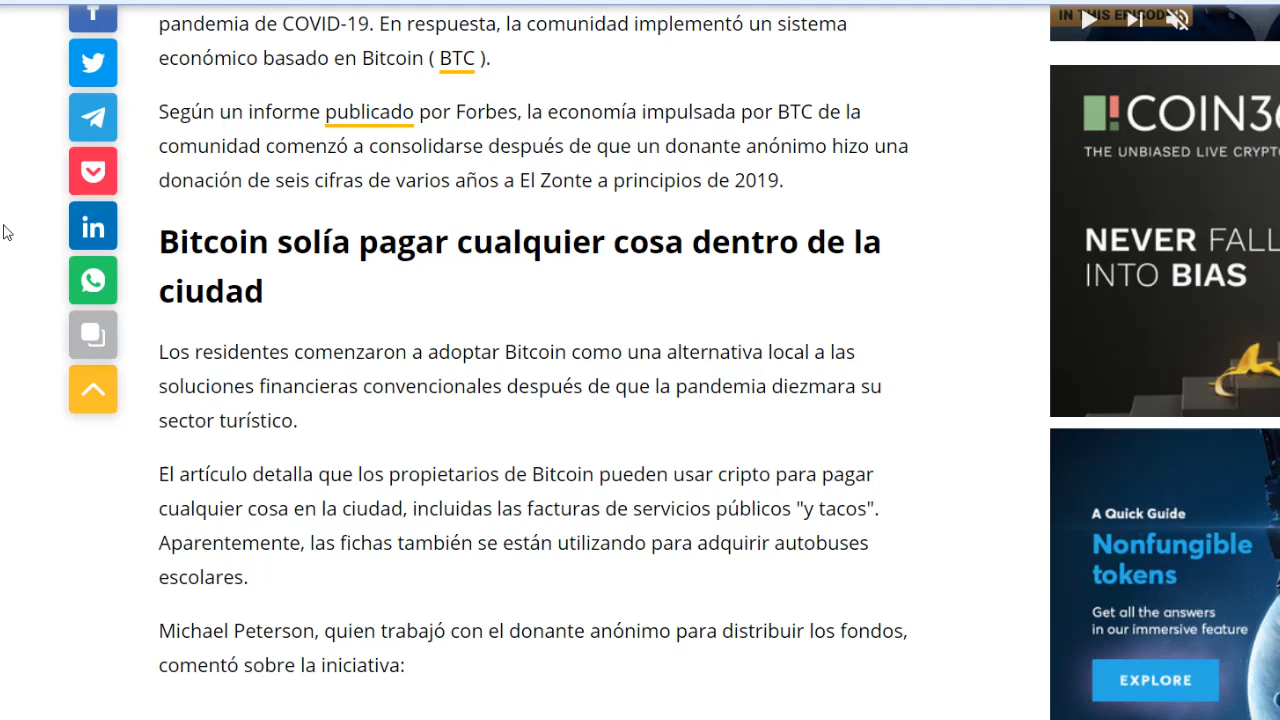 pandemia de COVID-19. En respuesta, la comunidad implementó un sistema
económico basado en Bitcoin ( BTC ).
Según un informe publicado por Forbes, la economía impulsada por BTC de la
comunidad comenzó a consolidarse después de que un donante anónimo hizo una
donación de seis cifras de varios años a El Zonte a principios de 2019.
Bitcoin solía pagar cualquier cosa dentro de la
ciudad
Los residentes comenzaron a adoptar Bitcoin como una alternativa local a las
soluciones financieras convencionales después de que la pandemia diezmara su
sector turístico.
El artículo detalla que los propietarios de Bitcoin pueden usar cripto para pagar
cualquier cosa en la ciudad, incluidas las facturas de servicios públicos "y tacos".
Aparentemente, las fichas también se están utilizando para adquirir autobuses
escolares.
Michael Peterson, quien trabajó con el donante anónimo para distribuir los fondos,
comentó sobre la iniciativa:
in
IN THIS EPISODE
COIN36
THE UNBIASED LIVE CRYPT
NEVER FALL
INTO BIAS
A Quick Guide
Nonfungible
tokens
Get all the answers
in our immersive feature
EXPLORE